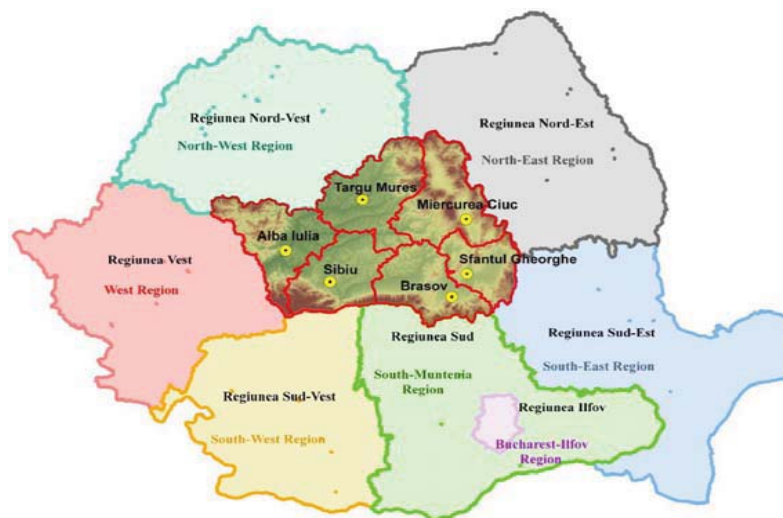 Regiunea Nord-Vest
North-West Region
Regiunea Nord-Est
North-East Region
Targu Mures
Miercurea Ciuc
Alba Iulia
Sfantul Gheorghe
Sibiu
Brasov
Regiunea Vest
West Region
Regiunea Sud-Est
South-East Region
Regiunea Sud
South-Muntenia
Region
Regiunea Sud-Vest
South-West Region
Regiunea Ilfov
Bucharest-Ilfov
Region